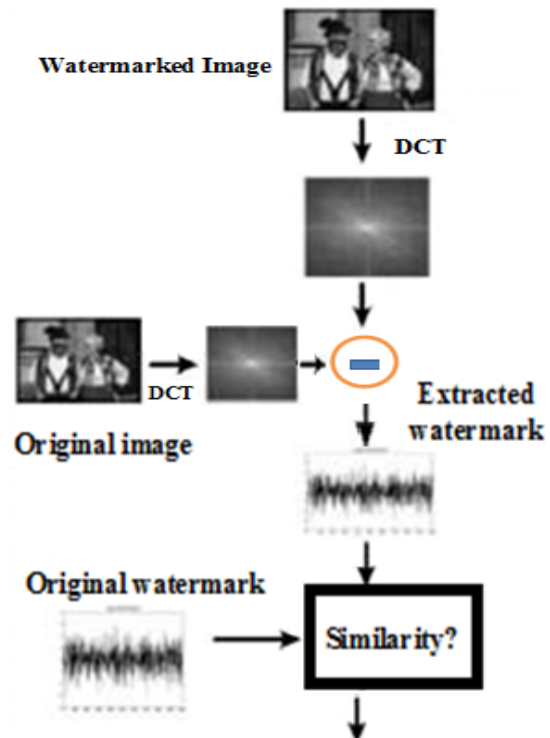 Watermarked Image
DCT
DCT
Original image
Extracted
watermark
Original watermark
Similarity?